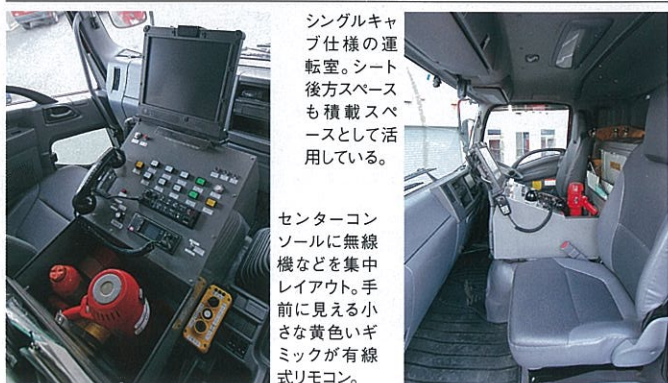 シングルキャ
ブ仕様の運
転室。シート
後方スペース
も積載スペ
ースとして活
用している。
センターコン
ソールに無線
機などを集中
レイアウト。手
前に見える小
さな黄色いギ
ミックが有線
式リモコン。